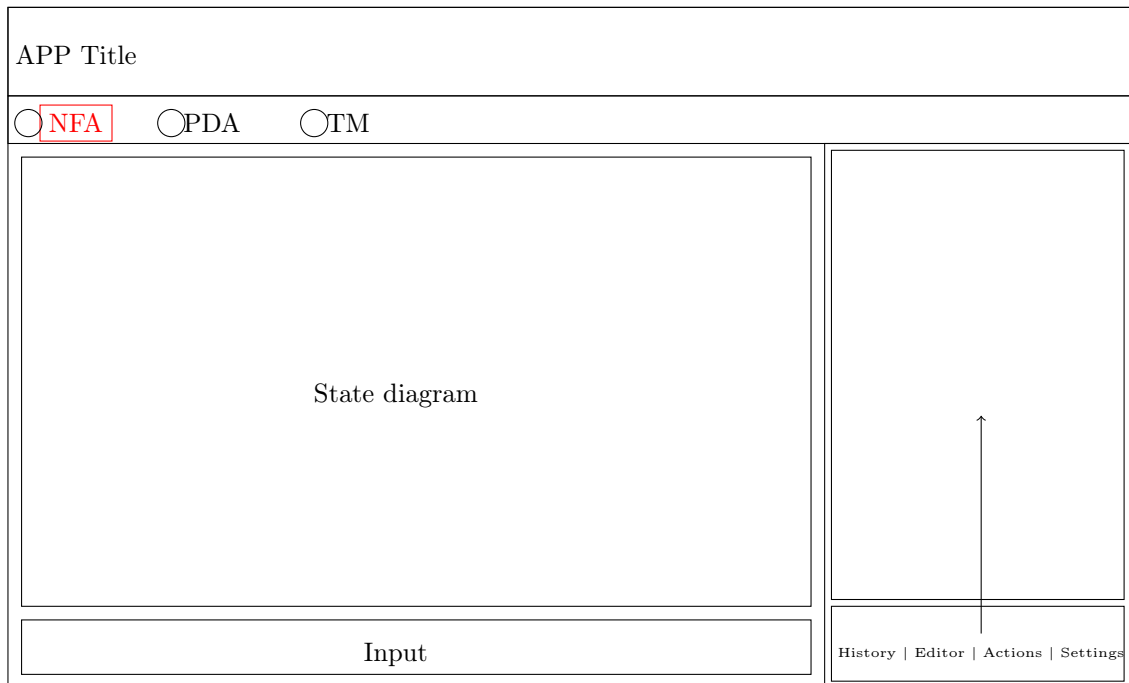 APP Title
NFA PDA TM
State diagram
Input
History | Editor | Actions | Settings